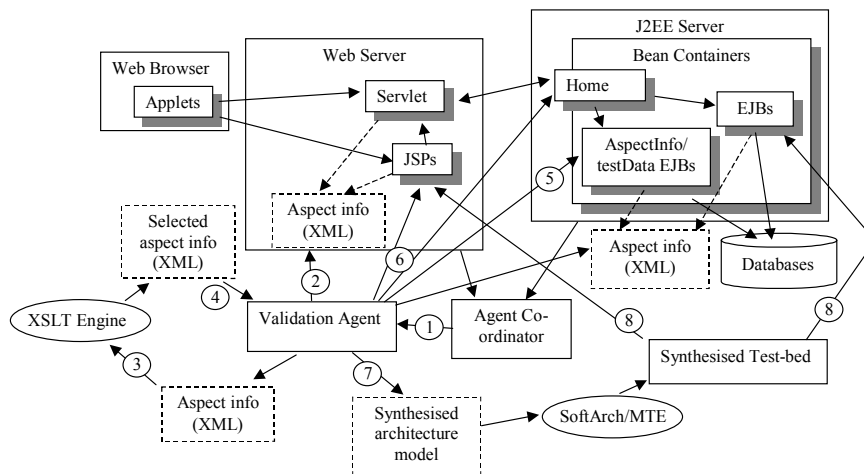 J2EE Server
Web Server
Bean Containers
Web Browser
Applets
Servlet
Home
EJBs
JSPs
AspectInfo/
testData EJBs
5
Aspect info
(XML)
Selected
aspect info
(XML)
6
2
Aspect info
(XML)
Databases
4
XSLT Engine
Validation Agent
1
Agent Co-
ordinator
8
8
3
7
Synthesised Test-bed
Aspect info
(XML)
Synthesised
architecture
model
SoftArch/MTE